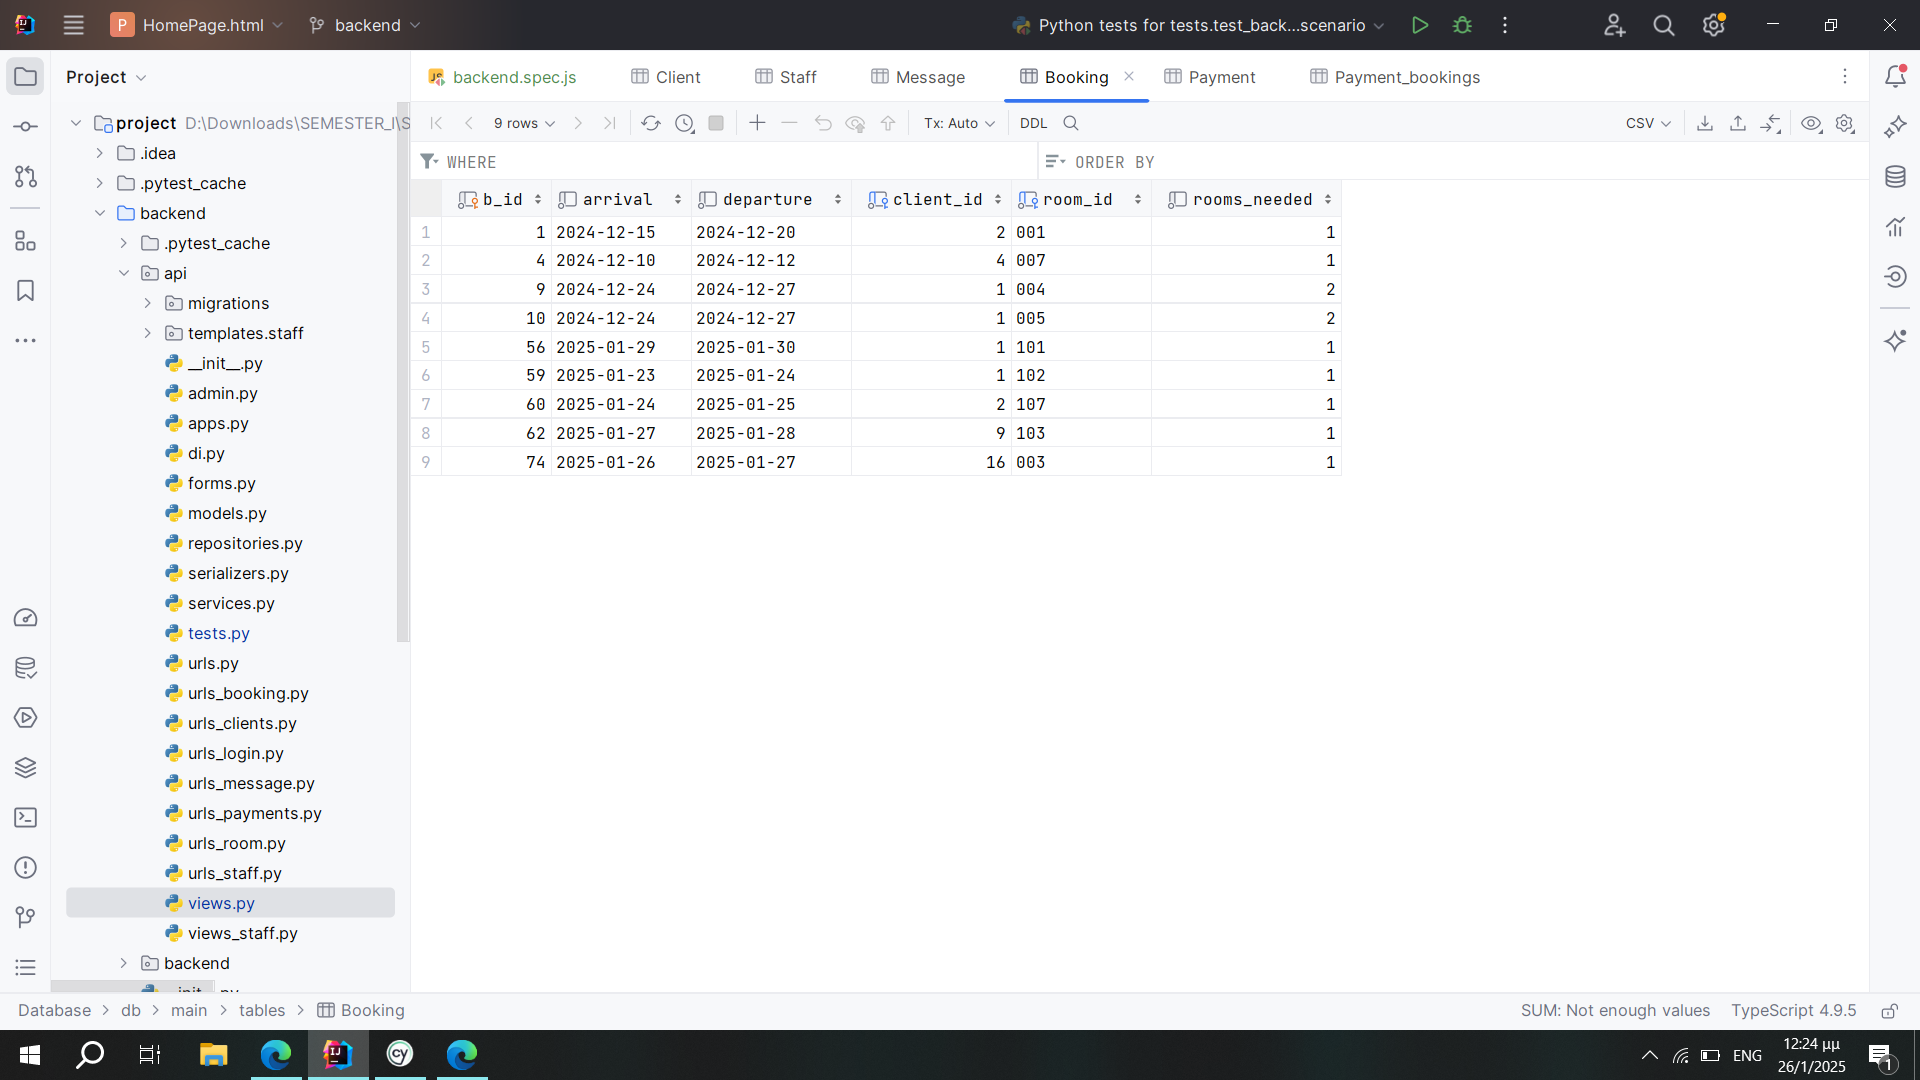 P HomePage.html backend Python tests for tests.test_back...scenario
Project
backend.spec.js Client Staff Message Booking Payment Payment_bookings
9 rows Tx: Auto DDL CSV
WHERE ORDER BY
b_id arrival departure client_id room_id rooms_needed
1 1 2024-12-15 2024-12-20 2 001 1
2 4 2024-12-10 2024-12-12 4 007 1
3 9 2024-12-24 2024-12-27 1 004 2
4 10 2024-12-24 2024-12-27 1 005 2
5 56 2025-01-29 2025-01-30 1 101 1
6 59 2025-01-23 2025-01-24 1 102 1
7 60 2025-01-24 2025-01-25 2 107 1
8 62 2025-01-27 2025-01-28 9 103 1
9 74 2025-01-26 2025-01-27 16 003 1
project D:\Downloads\SEMESTER_I\S
.idea
.pytest_cache
backend
.pytest_cache
api
migrations
templates.staff
__init__.py
admin.py
apps.py
di.py
forms.py
models.py
repositories.py
serializers.py
services.py
tests.py
urls.py
urls_booking.py
urls_clients.py
urls_login.py
urls_message.py
urls_payments.py
urls_room.py
urls_staff.py
views.py
views_staff.py
backend
Database db main tables Booking SUM: Not enough values TypeScript 4.9.5
ENG 12:24 μμ
26/1/2025
1